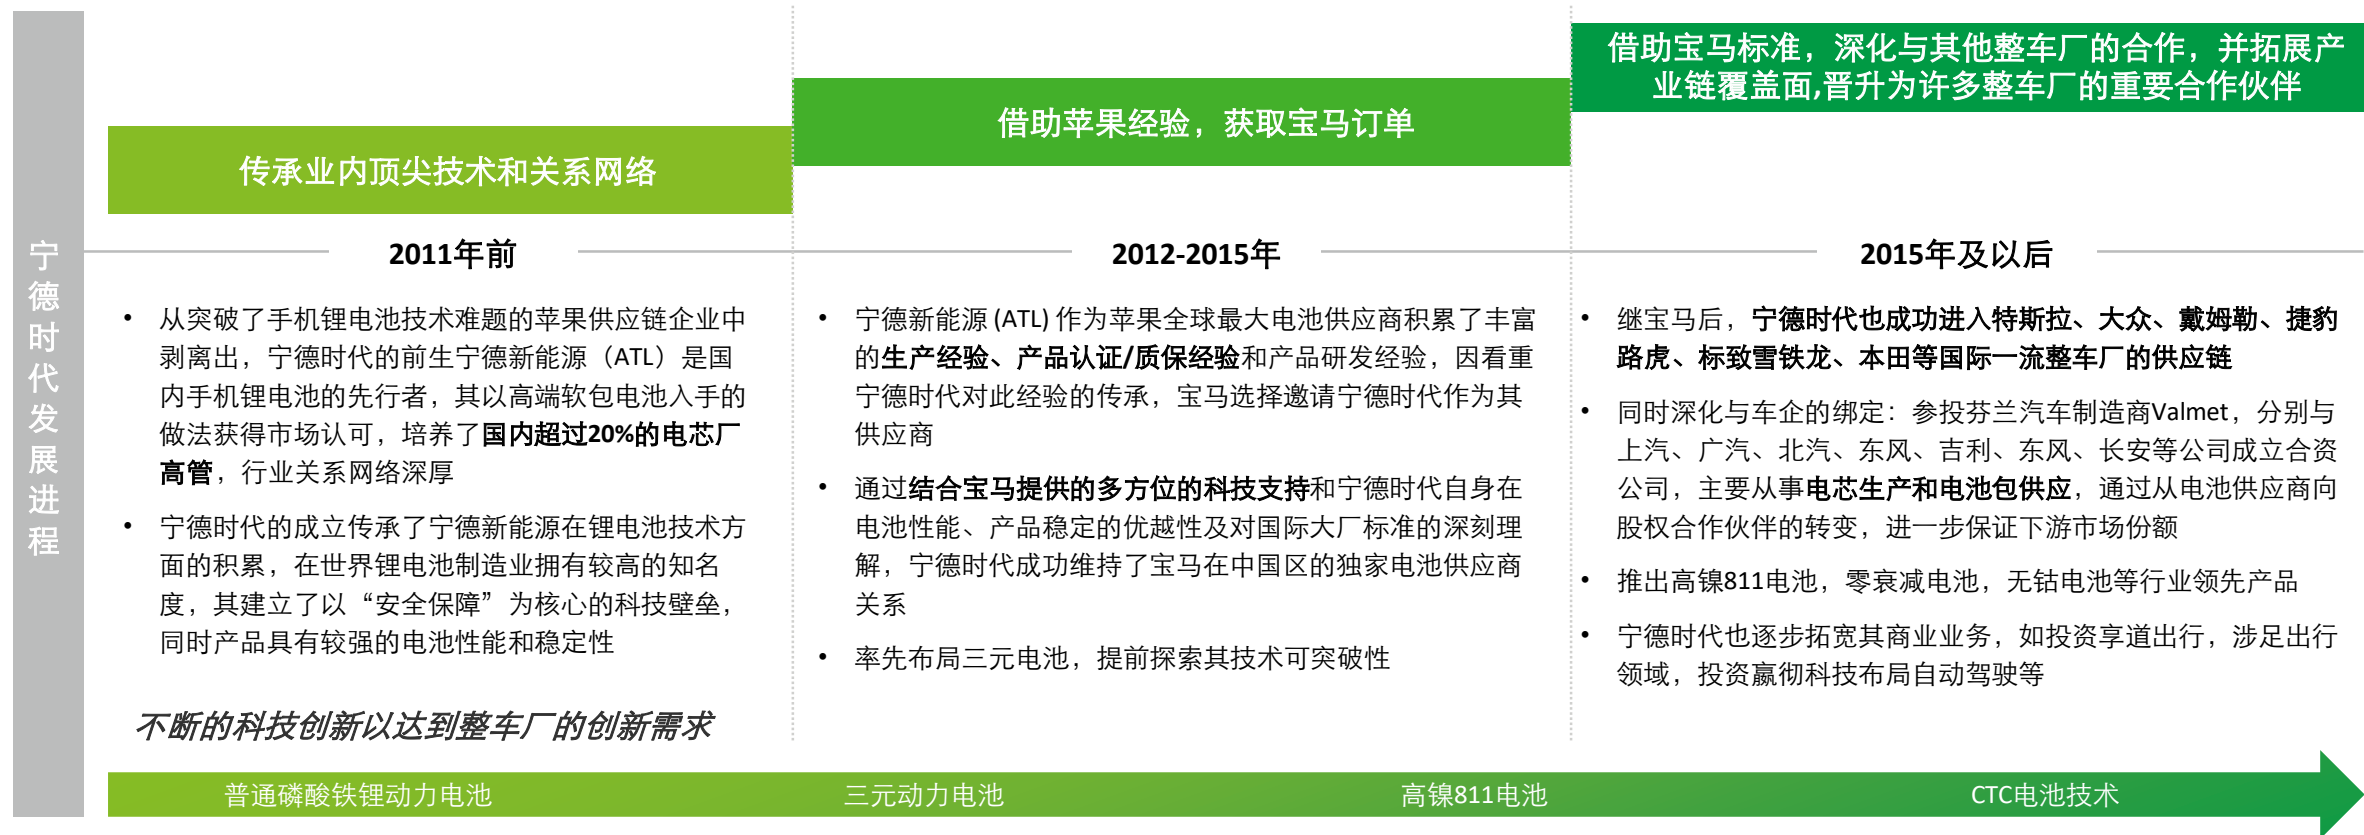 宁德时代发展进程
传承业内顶尖技术和关系网络
2011年前
• 从突破了手机锂电池技术难题的苹果供应链企业中
剥离出，宁德时代的前生宁德新能源（ATL）是国
内手机锂电池的先行者，其以高端软包电池入手的
做法获得市场认可，培养了国内超过20%的电芯厂
高管，行业关系网络深厚
• 宁德时代的成立传承了宁德新能源在锂电池技术方
面的积累，在世界锂电池制造业拥有较高的知名
度，其建立了以“安全保障”为核心的科技壁垒，
同时产品具有较强的电池性能和稳定性
借助苹果经验，获取宝马订单
2012-2015年
• 宁德新能源 (ATL) 作为苹果全球最大电池供应商积累了丰富
的生产经验、产品认证/质保经验和产品研发经验，因看重
宁德时代对此经验的传承，宝马选择邀请宁德时代作为其
供应商
• 通过结合宝马提供的多方位的科技支持和宁德时代自身在
电池性能、产品稳定的优越性及对国际大厂标准的深刻理
解，宁德时代成功维持了宝马在中国区的独家电池供应商
关系
• 率先布局三元电池，提前探索其技术可突破性
借助宝马标准，深化与其他整车厂的合作，并拓展产
业链覆盖面,晋升为许多整车厂的重要合作伙伴
2015年及以后
• 继宝马后，宁德时代也成功进入特斯拉、大众、戴姆勒、捷豹
路虎、标致雪铁龙、本田等国际一流整车厂的供应链
• 同时深化与车企的绑定：参投芬兰汽车制造商Valmet，分别与
上汽、广汽、北汽、东风、吉利、东风、长安等公司成立合资
公司，主要从事电芯生产和电池包供应，通过从电池供应商向
股权合作伙伴的转变，进一步保证下游市场份额
• 推出高镍811电池，零衰减电池，无钴电池等行业领先产品
• 宁德时代也逐步拓宽其商业业务，如投资享道出行，涉足出行
领域，投资赢彻科技布局自动驾驶等
不断的科技创新以达到整车厂的创新需求
普通磷酸铁锂动力电池
三元动力电池
高镍811电池
CTC电池技术